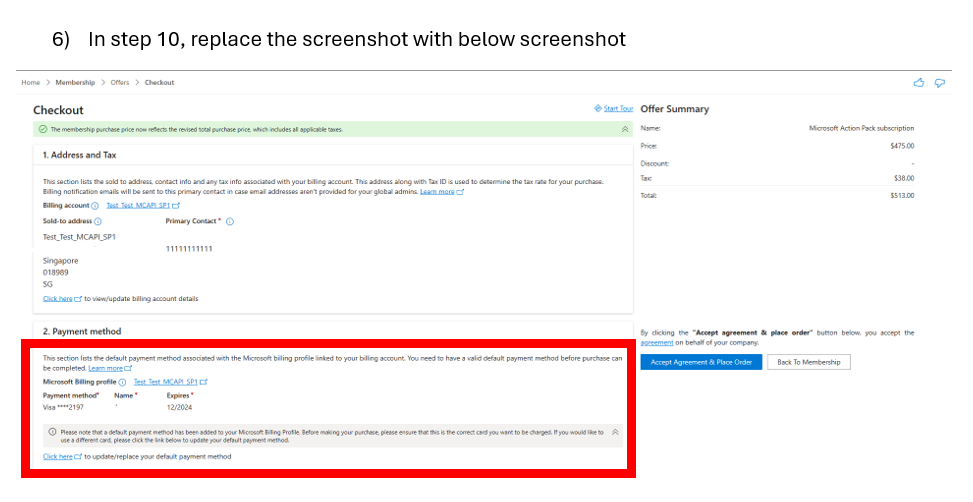 6) In step 10, replace the screenshot with below screenshot
Home > Membership > Offers > Checkout
Checkout
Start Tour
The membership purchase price now reflects the revised total purchase price, which includes all applicable taxes.
1. Address and Tax
This section lists the sold to address, contact info and any tax info associated with your billing account. This address along with Tax ID is used to determine the tax rate for your purchase.
Billing notification emails will be sent to this primary contact in case email addresses aren't provided for your global admins. Learn more
Billing account Test_Test_MCAPI_SP1
Sold-to address Primary Contact *
Test_Test_MCAPI_SP1
11111111111
Singapore
018989
SG
Click here to view/update billing account details
2. Payment method
This section lists the default payment method associated with the Microsoft billing profile linked to your billing account. You need to have a valid default payment method before purchase can
be completed. Learn more
Microsoft Billing profile Test_Test_MCAPI_SP1
Payment method* Name * Expires *
Visa ****2197 12/2024
Please note that a default payment method has been added to your Microsoft Billing Profile. Before making your purchase, please ensure that this is the correct card you want to be charged. If you would like to
use a different card, please click the link below to update your default payment method.
Click here to update/replace your default payment method
Offer Summary
Name: Microsoft Action Pack subscription
Price: $475.00
Discount: -
Tax: $38.00
Total: $513.00
By clicking the "Accept agreement & place order" button below, you accept the
agreement on behalf of your company.
Accept Agreement & Place Order Back To Membership